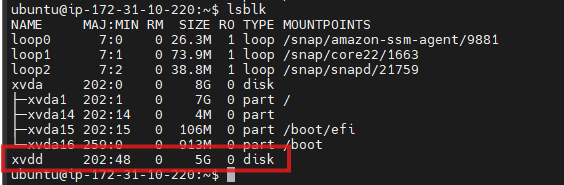 ubuntu@ip-172-31-10-220:~$ lsblk
NAME MAJ:MIN RM SIZE RO TYPE MOUNTPOINTS
loop0 7:0 0 26.3M 1 loop /snap/amazon-ssm-agent/9881
loop1 7:1 0 73.9M 1 loop /snap/core22/1663
loop2 7:2 0 38.8M 1 loop /snap/snapd/21759
xvda 202:0 0 8G 0 disk
├─xvda1 202:1 0 7G 0 part /
├─xvda14 202:14 0 4M 0 part
├─xvda15 202:15 0 106M 0 part /boot/efi
└─xvda16 259:0 0 913M 0 part /boot
xvdd 202:48 0 5G 0 disk
ubuntu@ip-172-31-10-220:~$